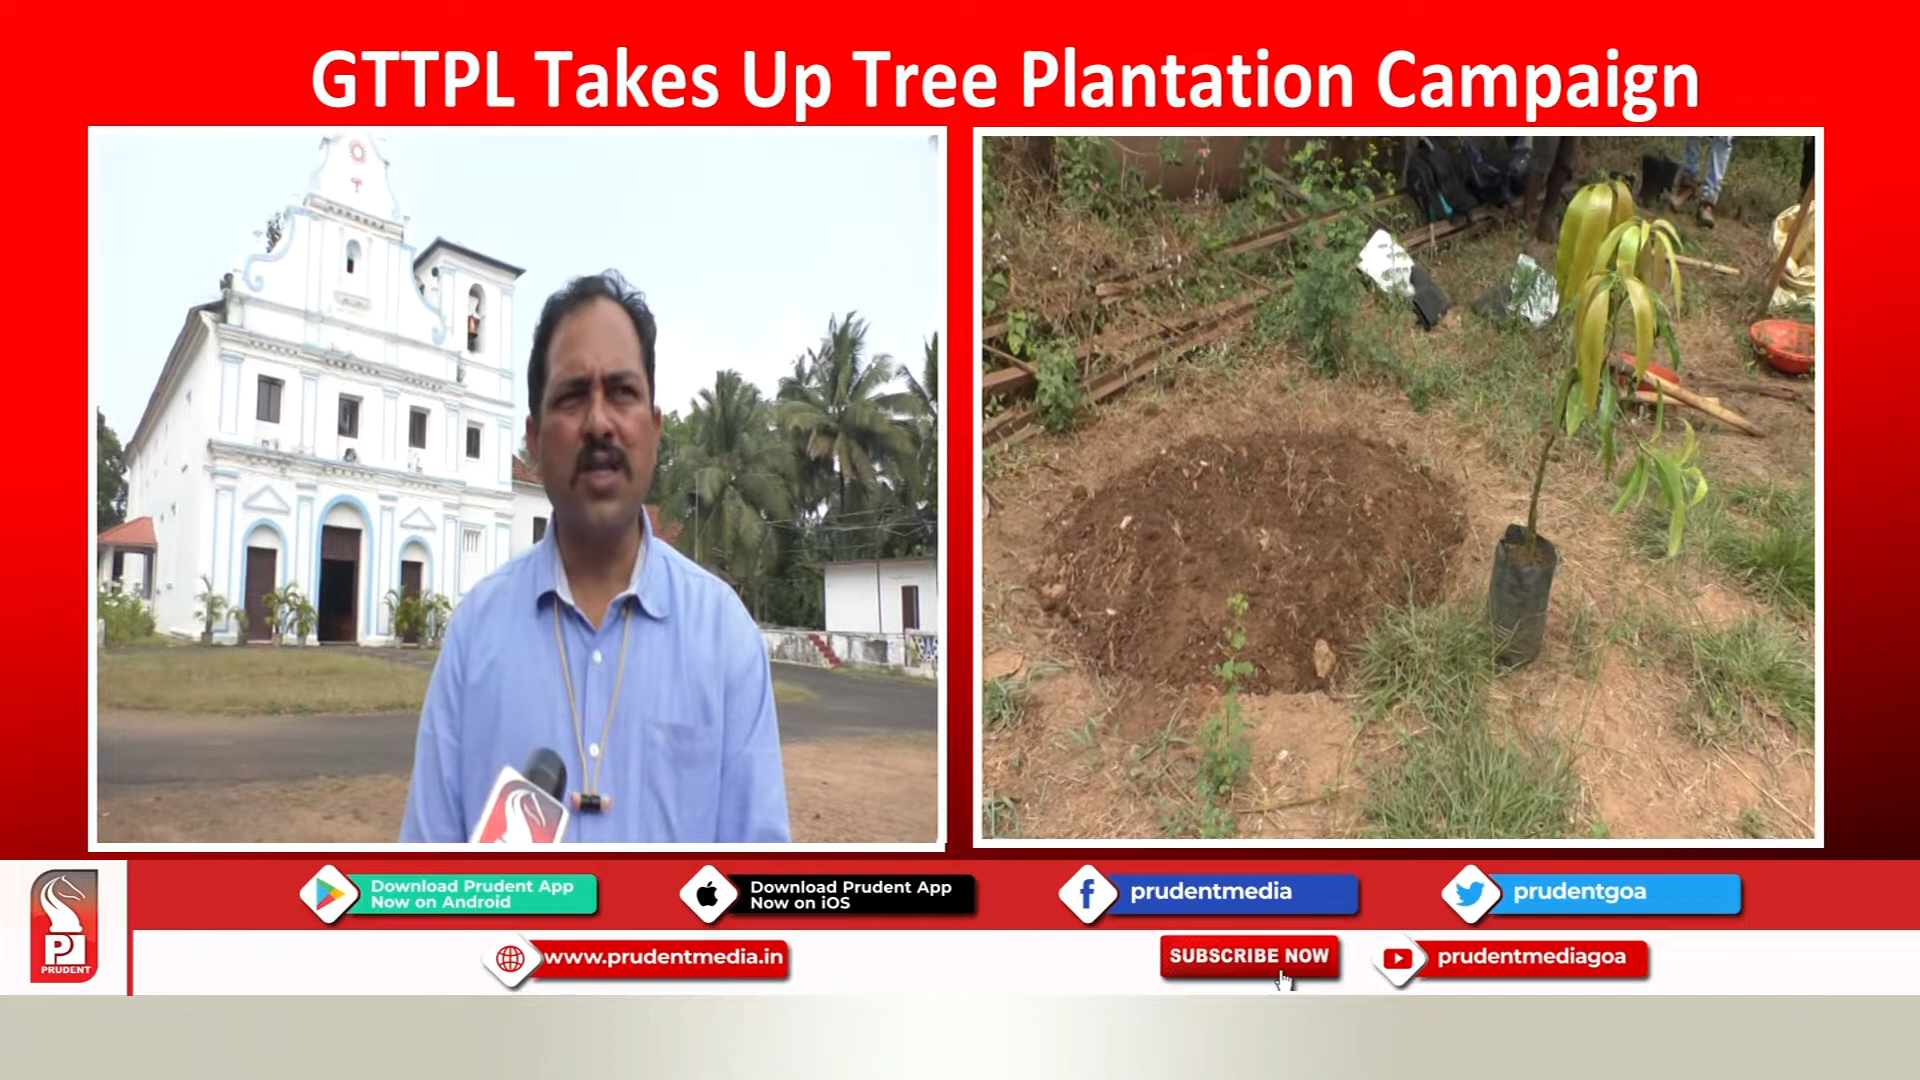 GTTPL Takes Up Tree Plantation Campaign
Download Prudent App
Now on Android
Download Prudent App
Now on iOS
prudentmedia
prudentgoa
PRUDENT
www.prudentmedia.in
SUBSCRIBE NOW
prudentmediagoa